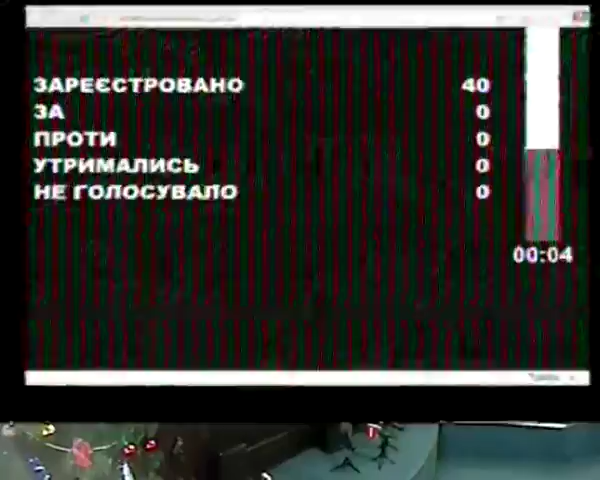 ЗАРЕЄСТРОВАНО 40
ЗА 0
ПРОТИ 0
УТРИМАЛИСЬ 0
НЕ ГОЛОСУВАЛО 0
00:04